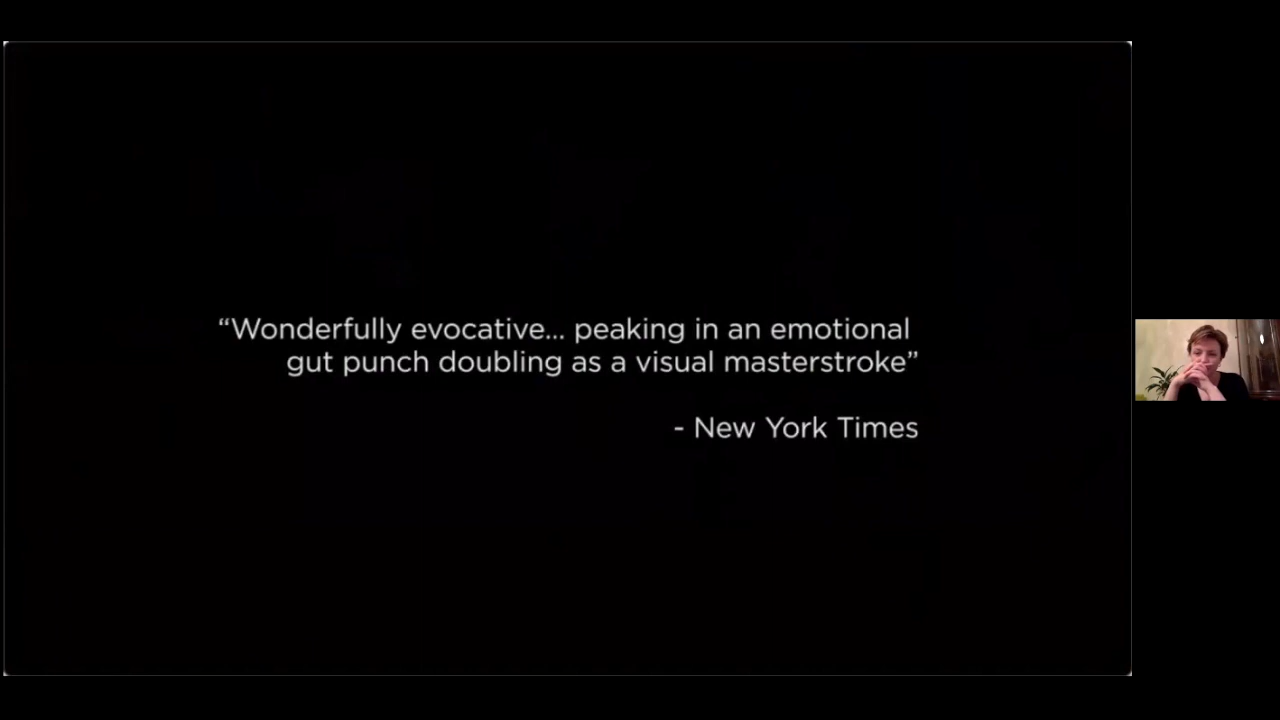 “Wonderfully evocative... peaking in an emotional
gut punch doubling as a visual masterstroke”
- New York Times